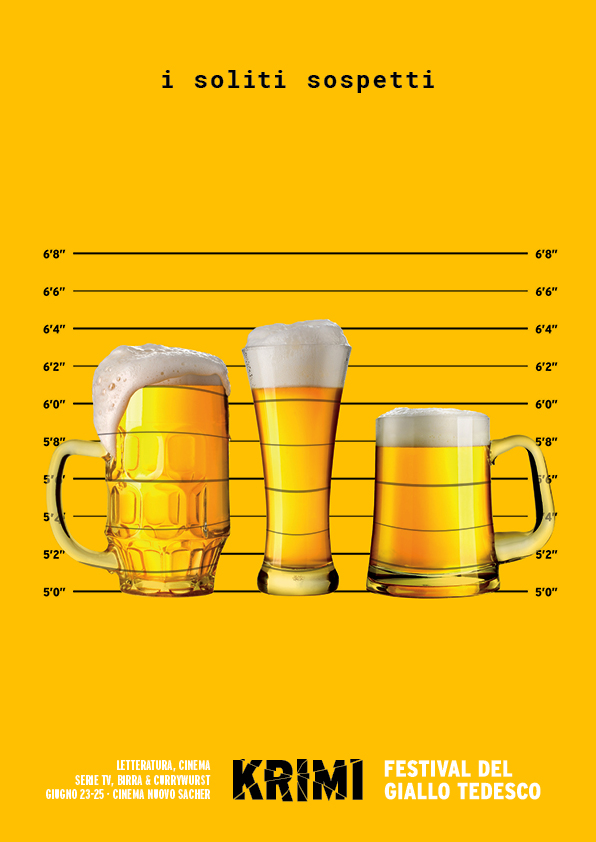 i soliti sospetti
6'8" 6'8"
6'6" 6'6"
6'4" 6'4"
6'2" 6'2"
6'0" 6'0"
5'8" 5'8"
5'2" 5'2"
5'0" 5'0"
LETTERATURA, CINEMA
SERIE TV, BIRRA & CURRYWURST
GIUGNO 23-25 · CINEMA NUOVO SACHER
KRIMI
FESTIVAL DEL
GIALLO TEDESCO